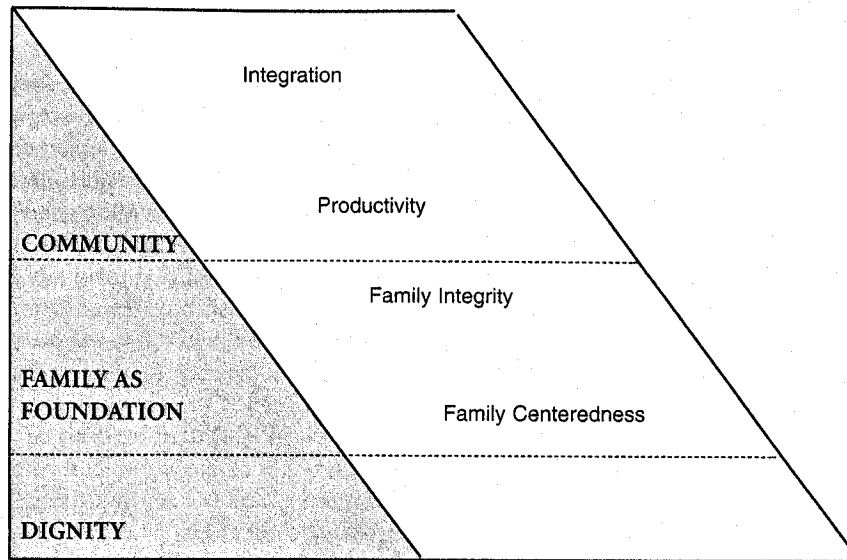 Integration
Productivity
COMMUNITY
Family Integrity
FAMILY AS
FOUNDATION
Family Centeredness
DIGNITY